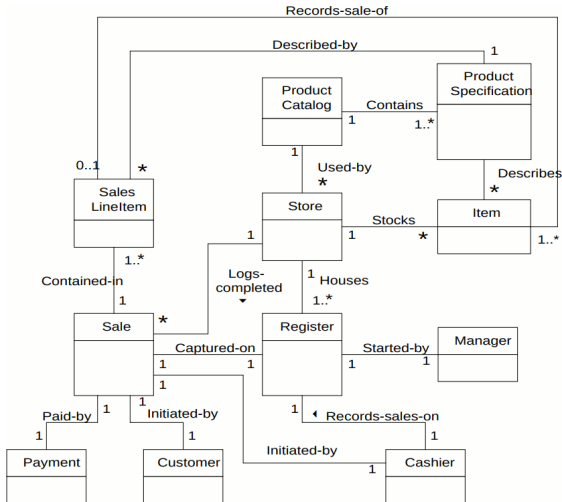 Records-sale-of
Described-by
1
Product
Catalog
Contains
1
1..*
Product
Specification
1
Used-by
*
Describes
*
0..1
*
Sales
LineItem
Store
Stocks
1
*
Item
1..*
1..*
1
Contained-in
1
Logs-
completed
1
Houses
1..*
*
Sale
Captured-on
1
1
Register
Started-by
1
1
Manager
1
Paid-by
1
1
Initiated-by
1
Records-sales-on
1
1
1
Initiated-by
1
Payment
Customer
Cashier